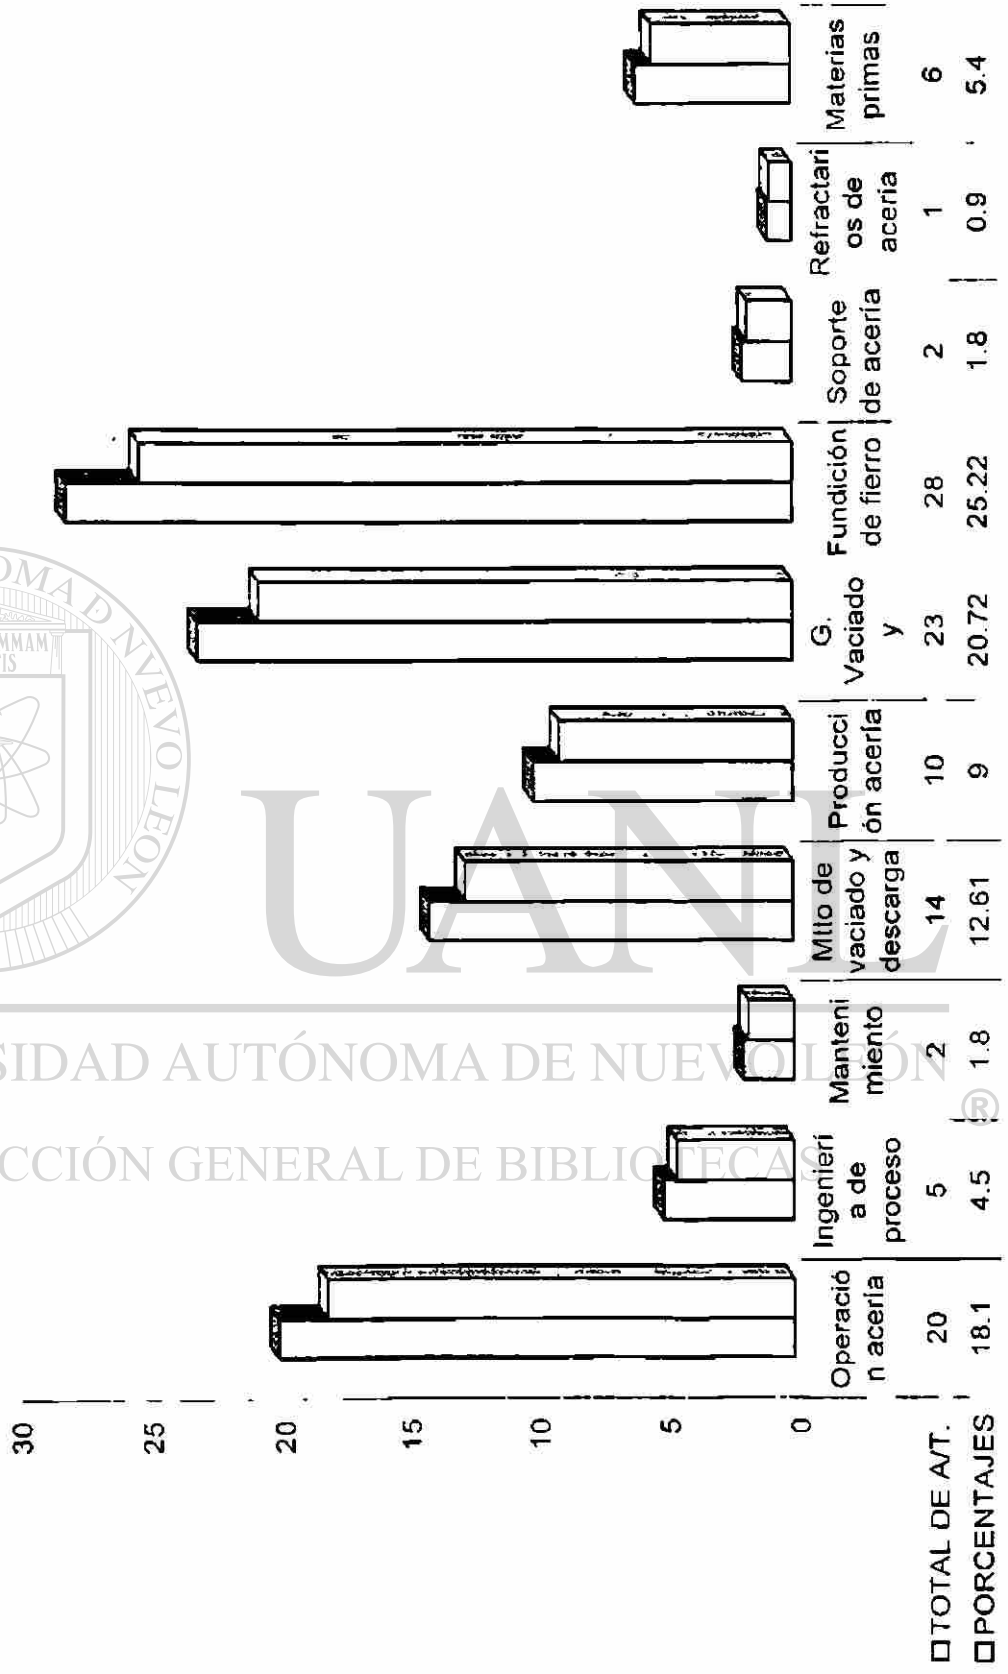 30
25
20
15
10
5
0
Operació
n acería
Ingenierí
a de
proceso
Manteni
miento
Mtto de
vaciado y
descarga
Producci
ón acería
G.
Vaciado
y
Fundición
de fierro
Soporte
de acería
Refractari
os de
acería
Materias
primas
TOTAL DE A/T. 20 5 2 14 10 23 28 2 1 6
PORCENTAJES 18.1 4.5 1.8 12.61 9 20.72 25.22 1.8 0.9 5.4
UANL
AUTÓNOMA DE NUEVO LEÓN
®
GENERAL DE BIBLIOTECAS
NUEVO LEON